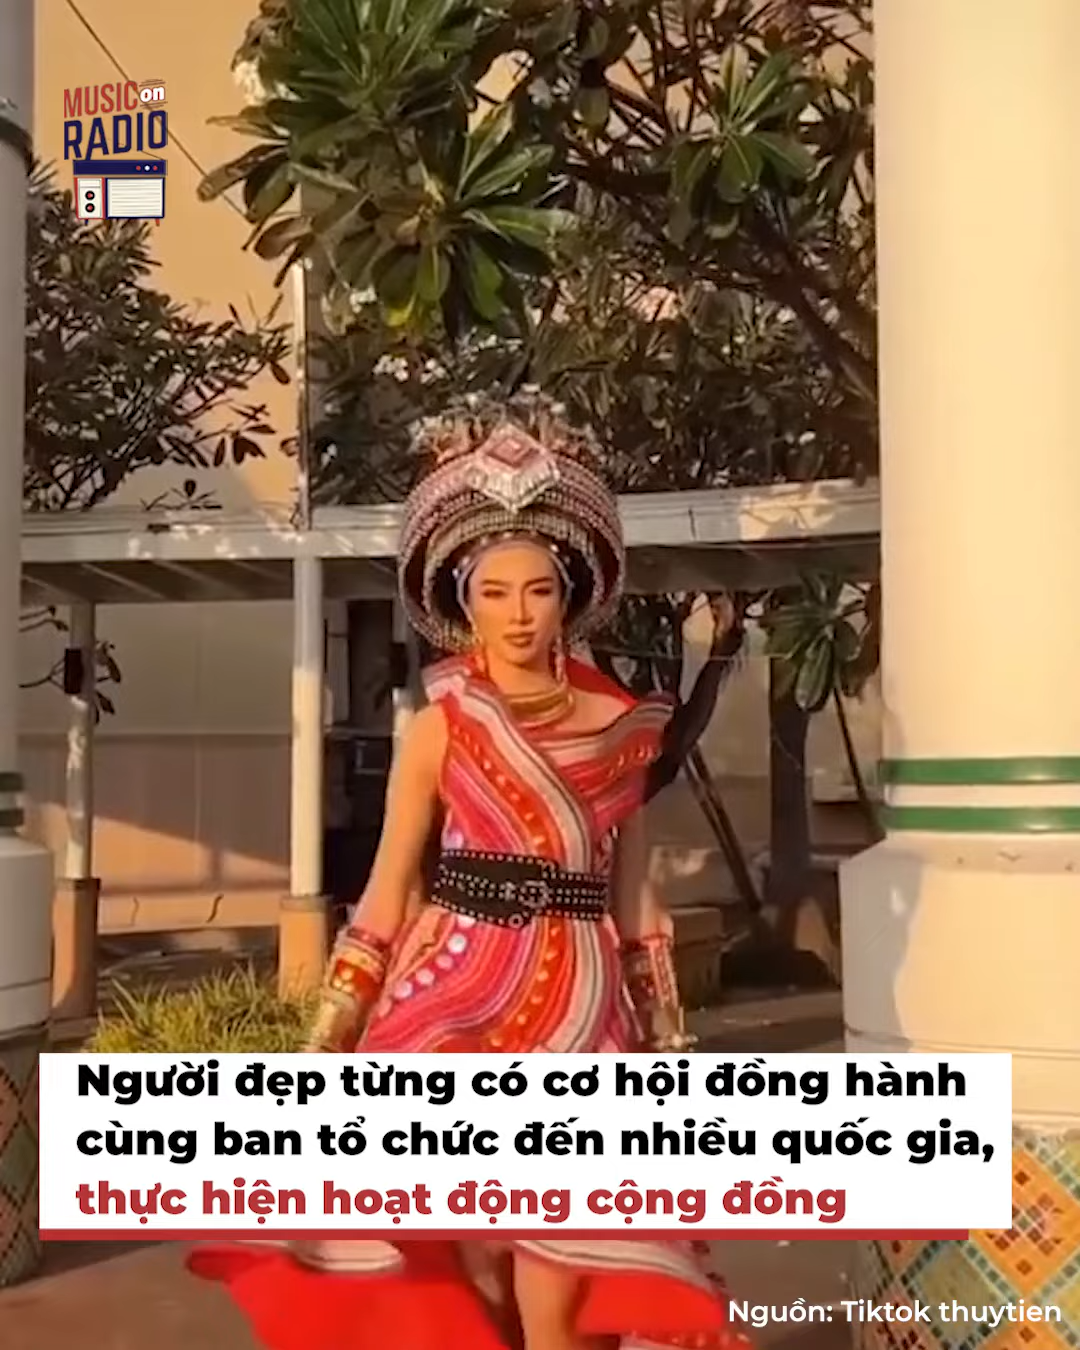 MUSIC on
RADIO
Người đẹp từng có cơ hội đồng hành
cùng ban tổ chức đến nhiều quốc gia,
thực hiện hoạt động cộng đồng
Nguồn: Tiktok thuytien